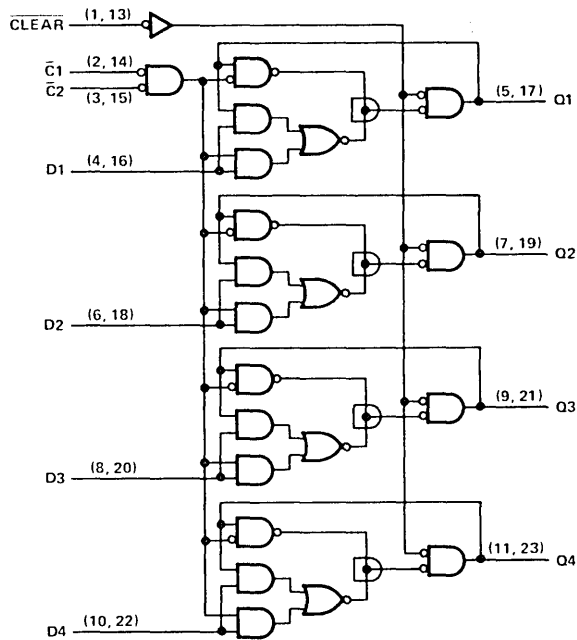 CLEAR (1, 13)
C̄1 (2, 14)
C̄2 (3, 15)
(5, 17) Q1
D1 (4, 16)
(7, 19) Q2
D2 (6, 18)
(9, 21) Q3
D3 (8, 20)
(11, 23) Q4
D4 (10, 22)